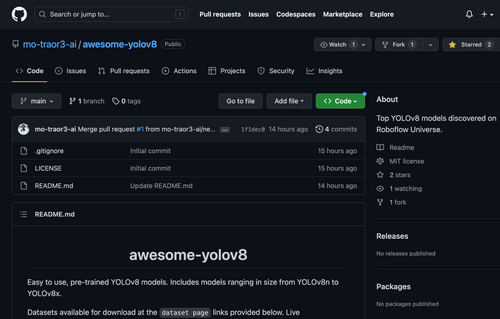 Search or jump to...
/
Pull requests Issues Codespaces Marketplace Explore
mo-traor3-ai / awesome-yolov8 Public
Watch 1
Fork 1
Starred 2
Code Issues Pull requests Actions Projects Security Insights
main
1 branch
0 tags
Go to file
Add file
Code
mo-traor3-ai Merge pull request #1 from mo-traor3-ai/ne... ... 1f1dec0 14 hours ago 4 commits
.gitignore Initial commit 15 hours ago
LICENSE Initial commit 15 hours ago
README.md Update README.md 14 hours ago
README.md
awesome-yolov8
Easy to use, pre-trained YOLOv8 models. Includes models ranging in size from YOLOv8n to
YOLOv8x.
Datasets available for download at the dataset page links provided below. Live
About
Top YOLOv8 models discovered on
Roboflow Universe.
Readme
MIT license
2 stars
1 watching
1 fork
Releases
No releases published
Packages
No packages published